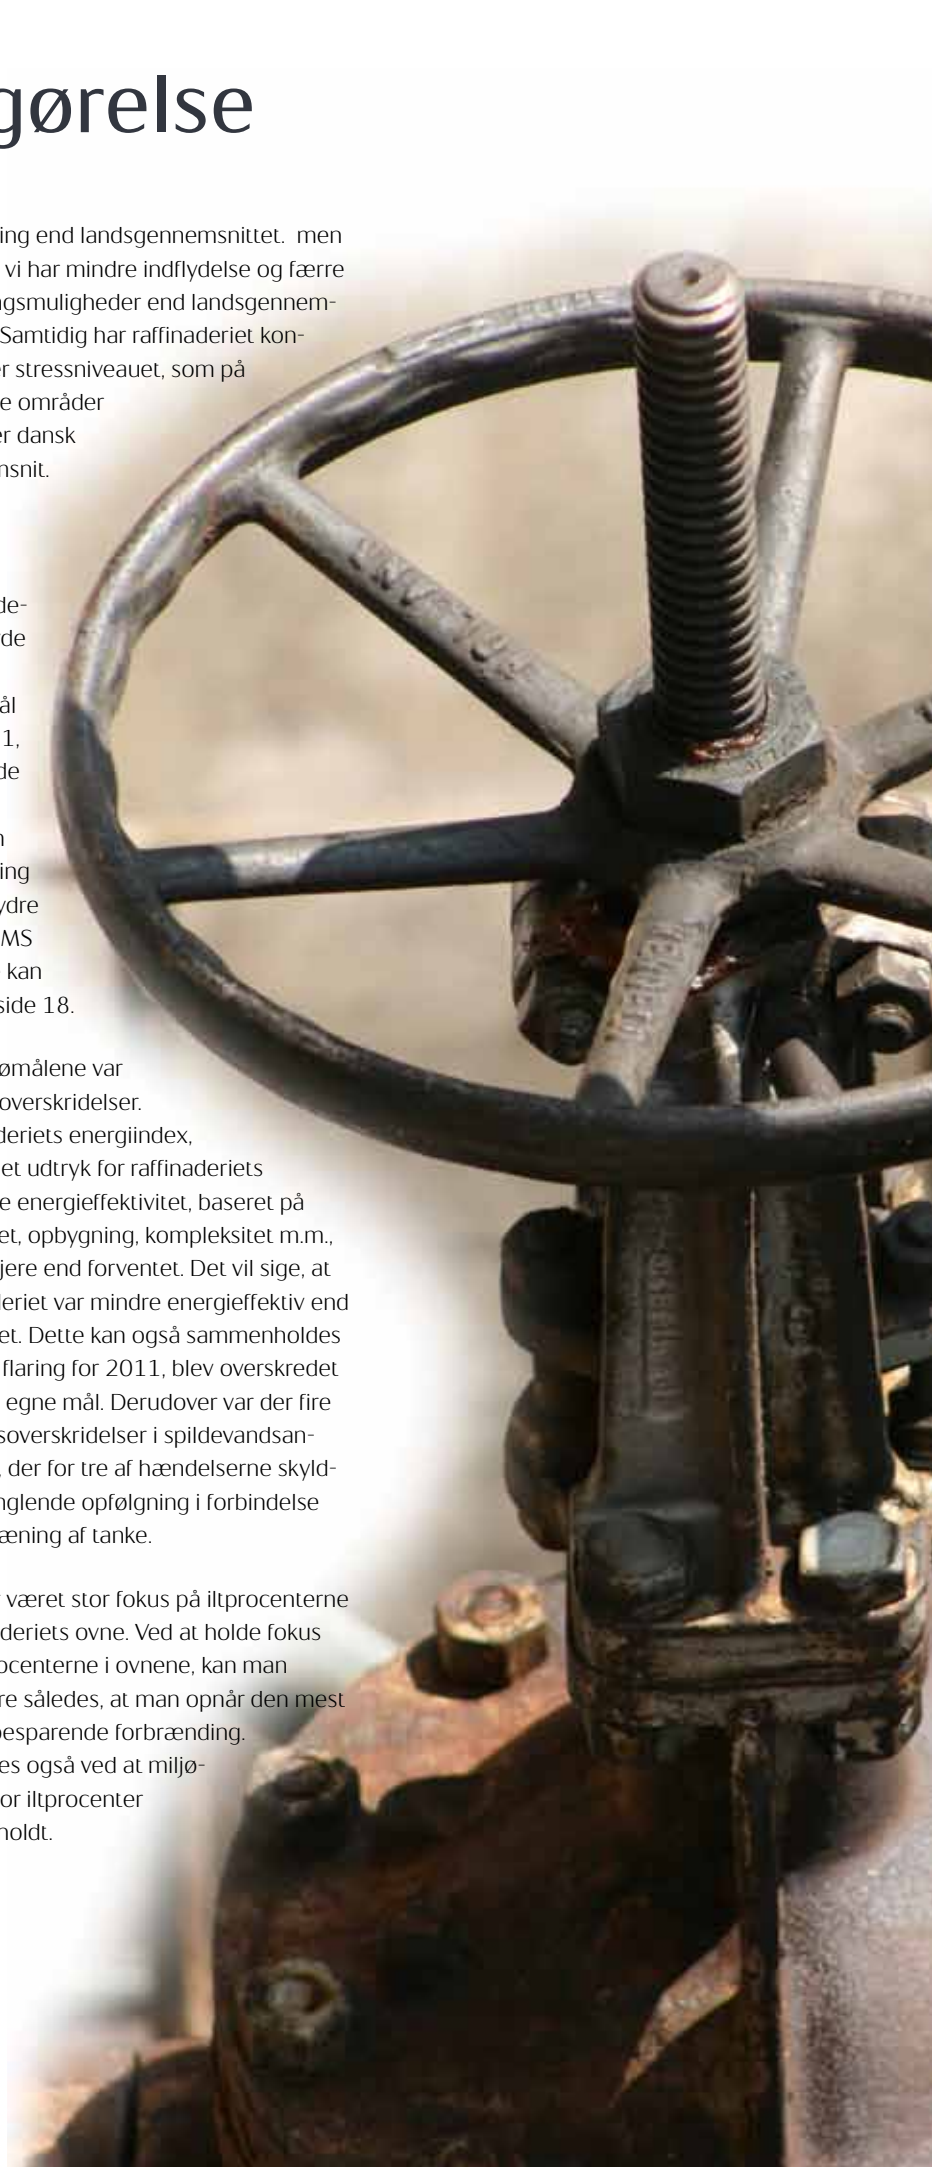 gørelse
ing end landsgennemsnittet. men
vi har mindre indflydelse og færre
ngsmuligheder end landsgennem-
Samtidig har raffinaderiet kon-
er stressniveauet, som på
e områder
er dansk
nsnit.
de-
de
ål
1,
de
n
ing
ydre
MS
kan
side 18.
ømålene var
overskridelser.
deriets energiindex,
et udtryk for raffinaderiets
e energieffektivitet, baseret på
et, opbygning, kompleksitet m.m.,
jere end forventet. Det vil sige, at
leriet var mindre energieffektiv end
et. Dette kan også sammenholdes
flaring for 2011, blev overskredet
egne mål. Derudover var der fire
soverskridelser i spildevandsan-
, der for tre af hændelserne skyld-
nglende opfølgning i forbindelse
æning af tanke.
været stor fokus på iltprocenterne
deriets ovne. Ved at holde fokus
ocenterne i ovnene, kan man
re således, at man opnår den mest
besparende forbrænding.
es også ved at miljø-
or iltprocenter
holdt.